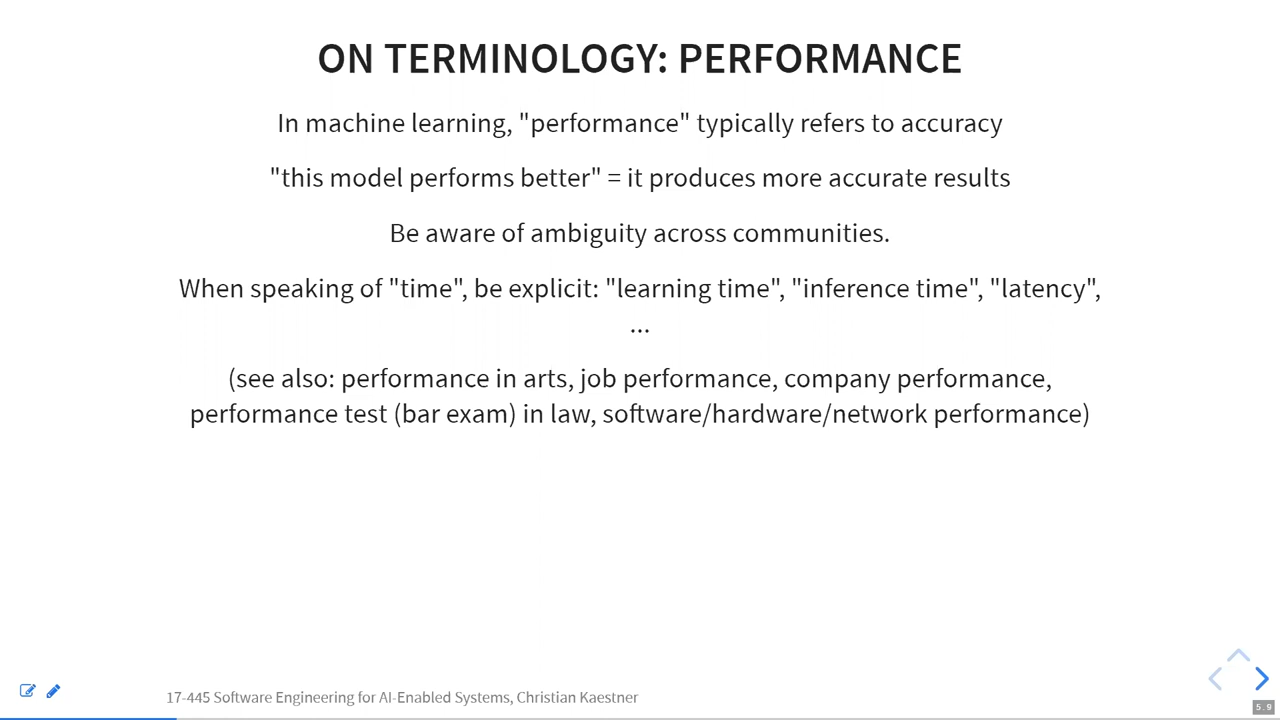 ON TERMINOLOGY: PERFORMANCE
In machine learning, "performance" typically refers to accuracy
"this model performs better" = it produces more accurate results
Be aware of ambiguity across communities.
When speaking of "time", be explicit: "learning time", "inference time", "latency",
...
(see also: performance in arts, job performance, company performance,
performance test (bar exam) in law, software/hardware/network performance)
17-445 Software Engineering for AI-Enabled Systems, Christian Kaestner
5.9